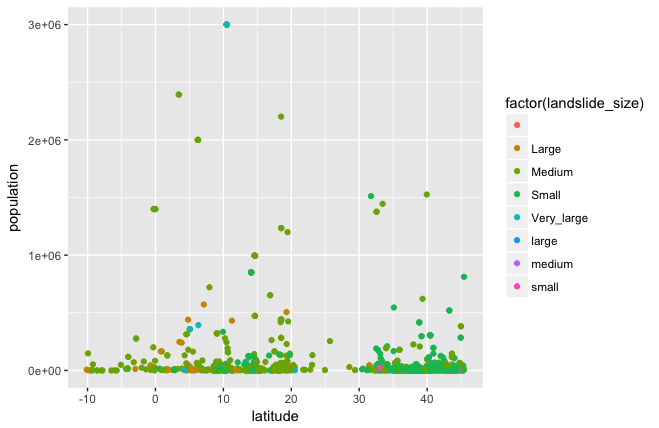 3e+06
2e+06
1e+06
0e+00
population
-10 0 10 20 30 40
latitude
factor(landslide_size)
Large
Medium
Small
Very_large
large
medium
small